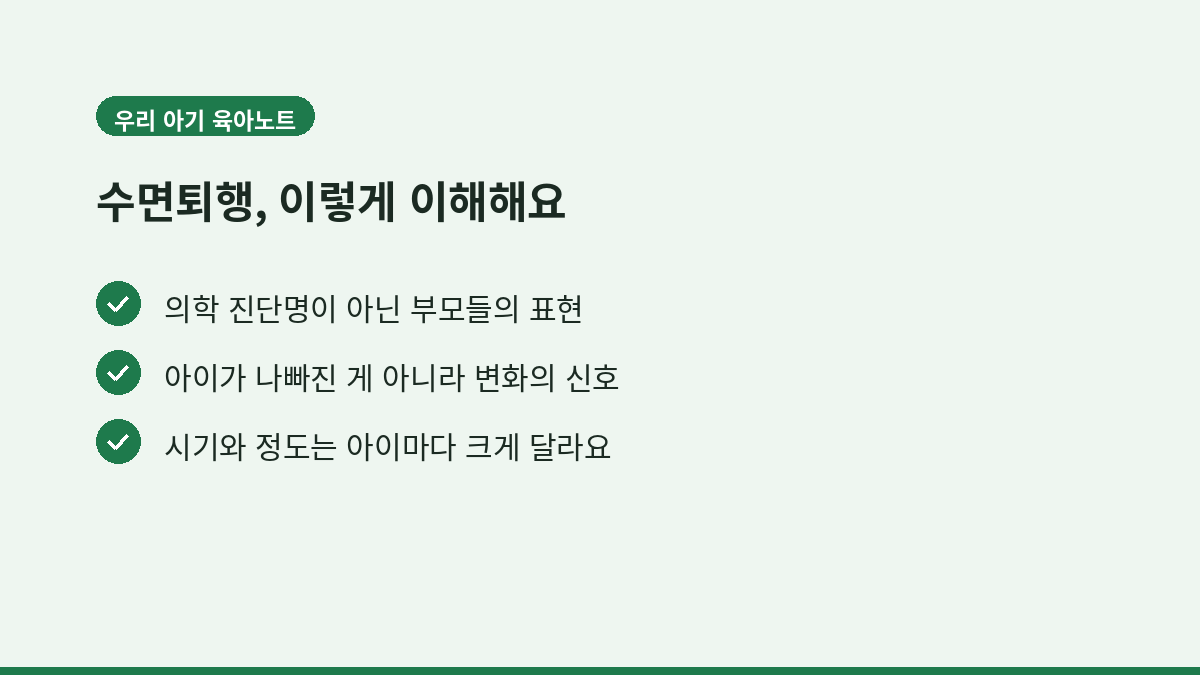 우리 아기 육아노트
수면퇴행, 이렇게 이해해요
의학 진단명이 아닌 부모들의 표현
아이가 나빠진 게 아니라 변화의 신호
시기와 정도는 아이마다 크게 달라요